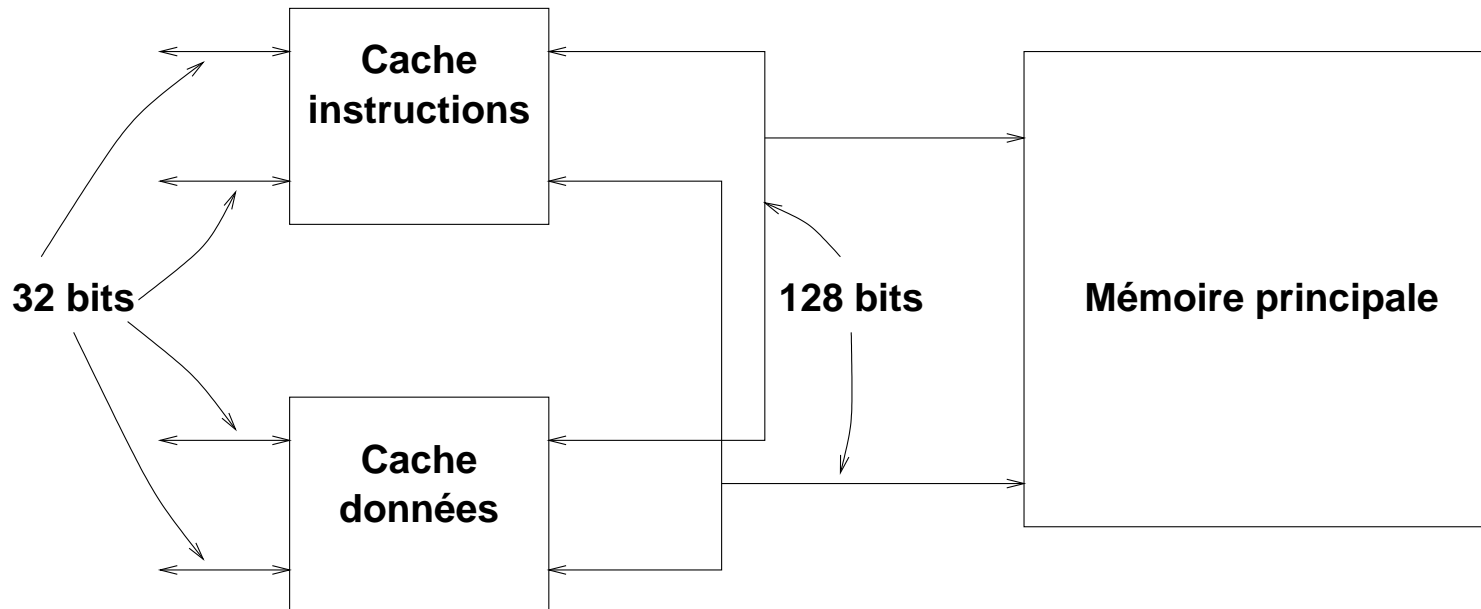 Cache
instructions
32 bits
128 bits
Mémoire principale
Cache
données